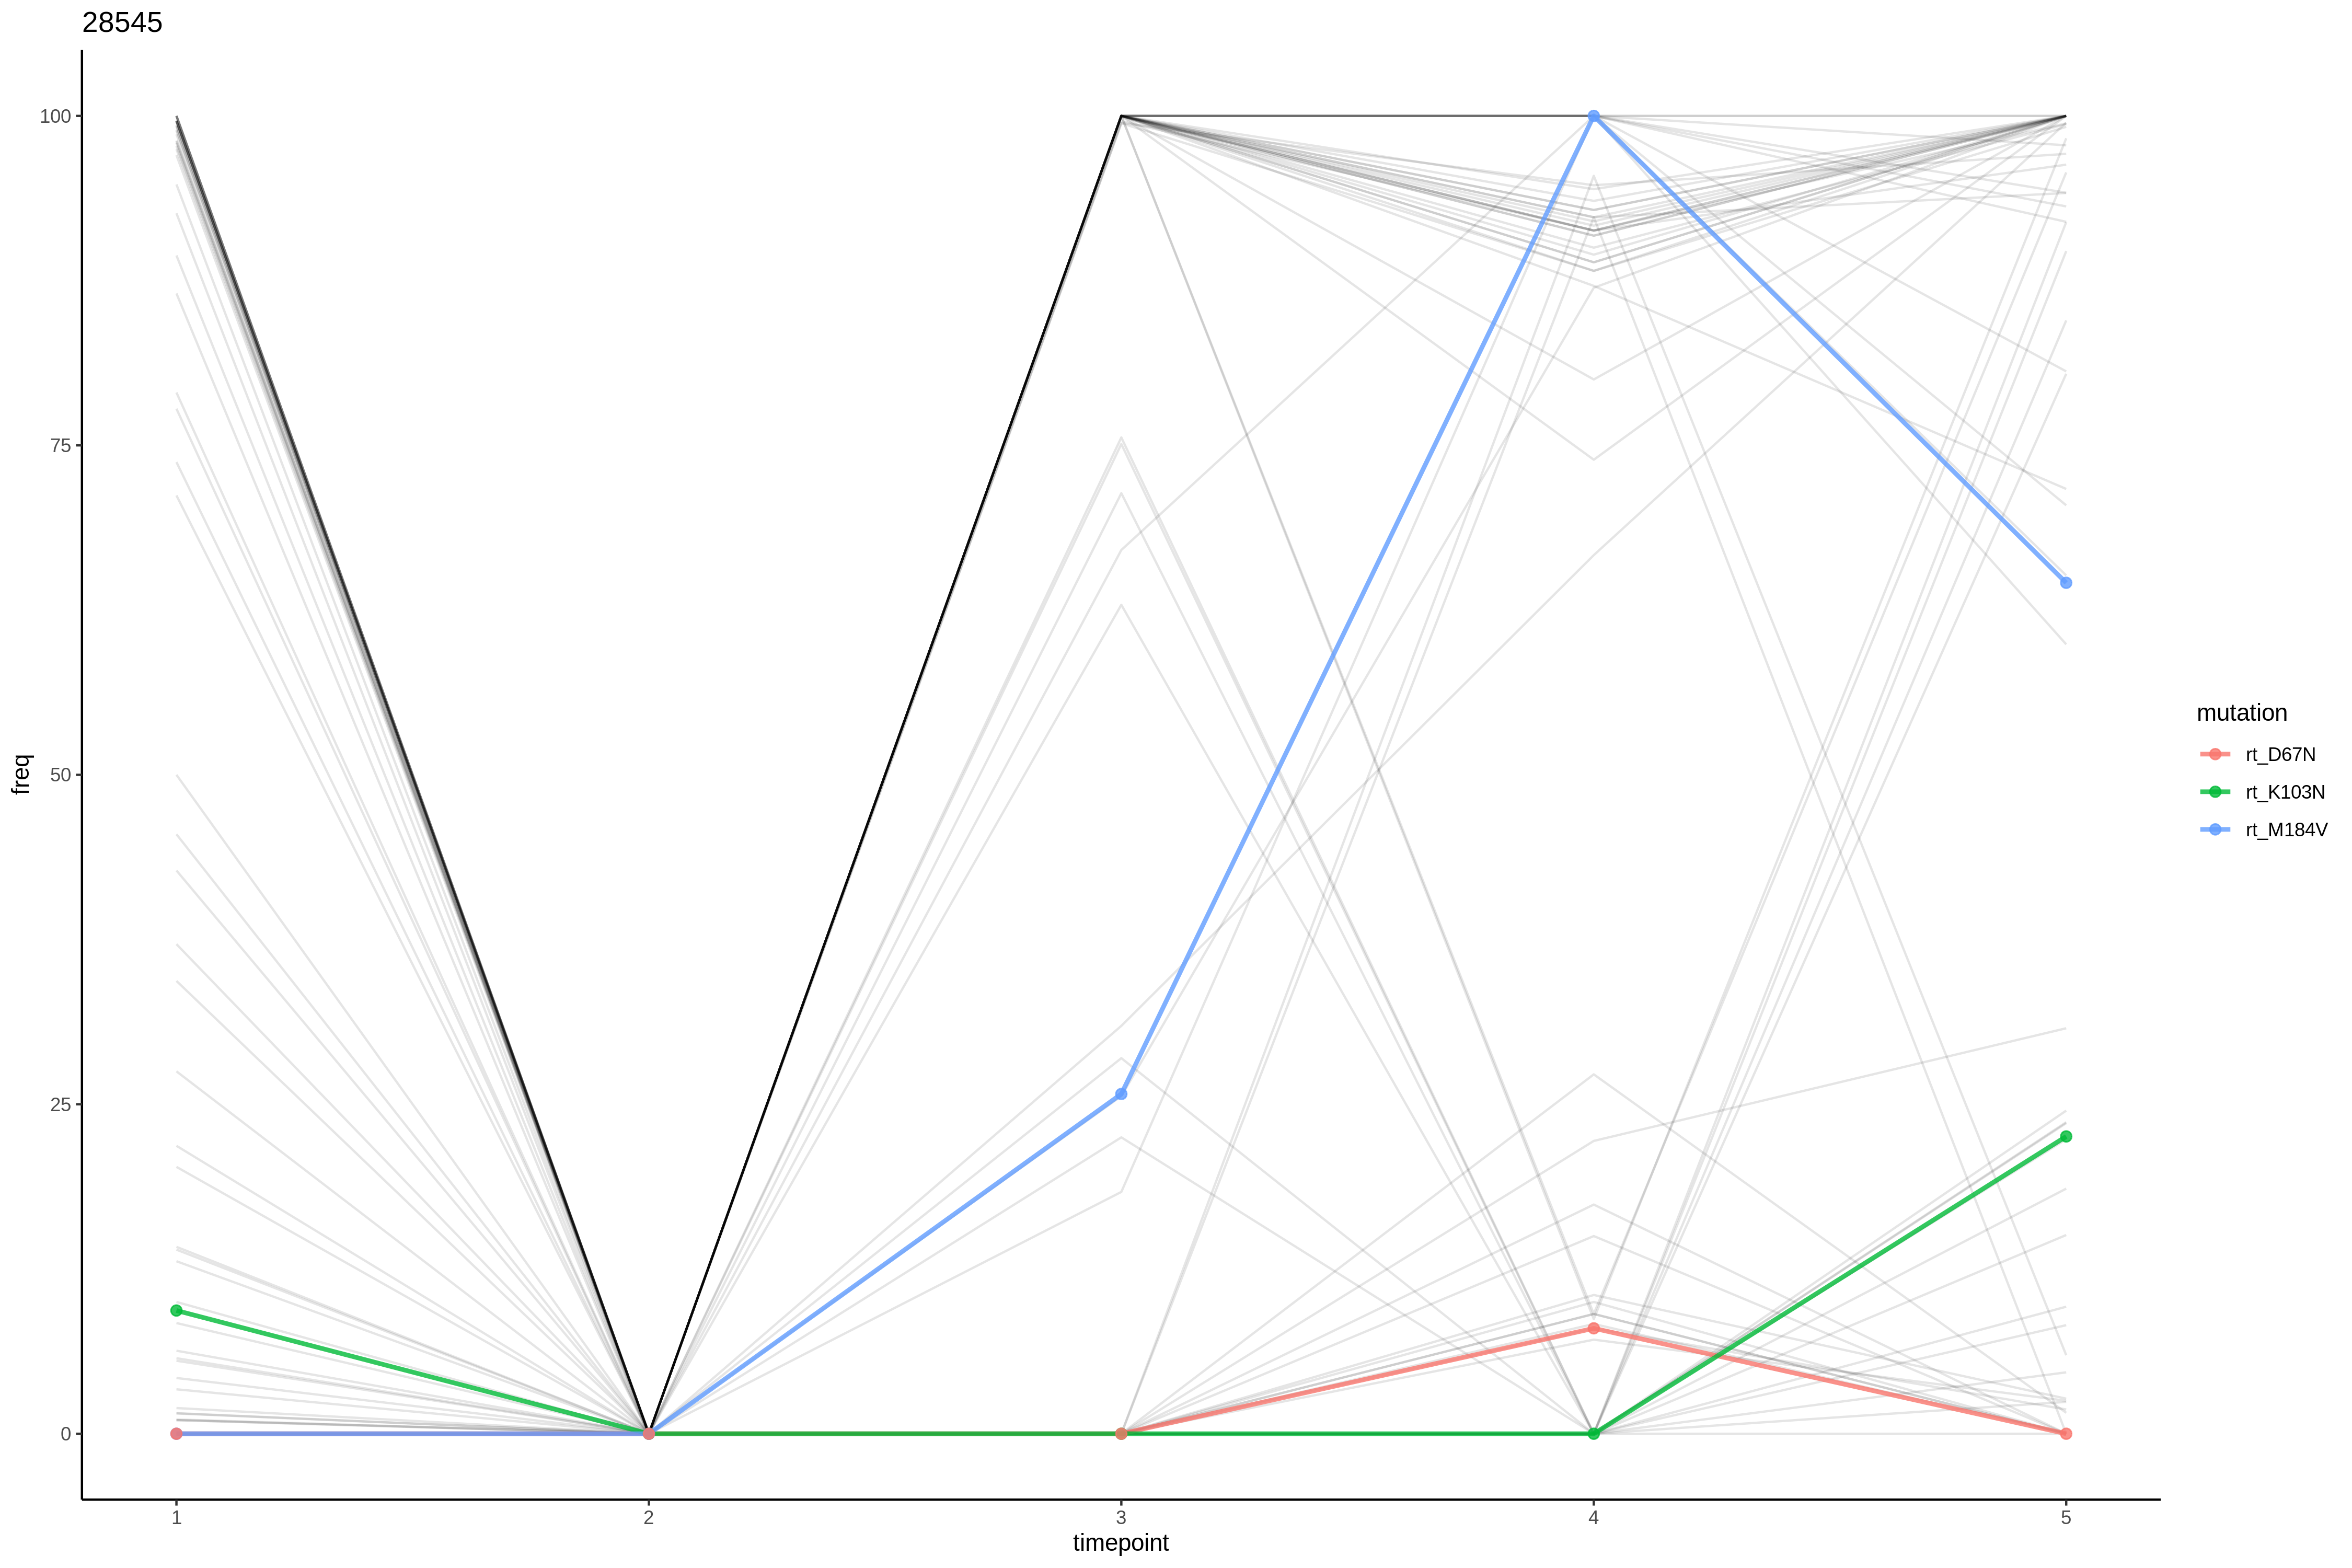 28545
freq
100
75
50
25
0
1 2 3 4 5
timepoint
mutation
rt_D67N
rt_K103N
rt_M184V